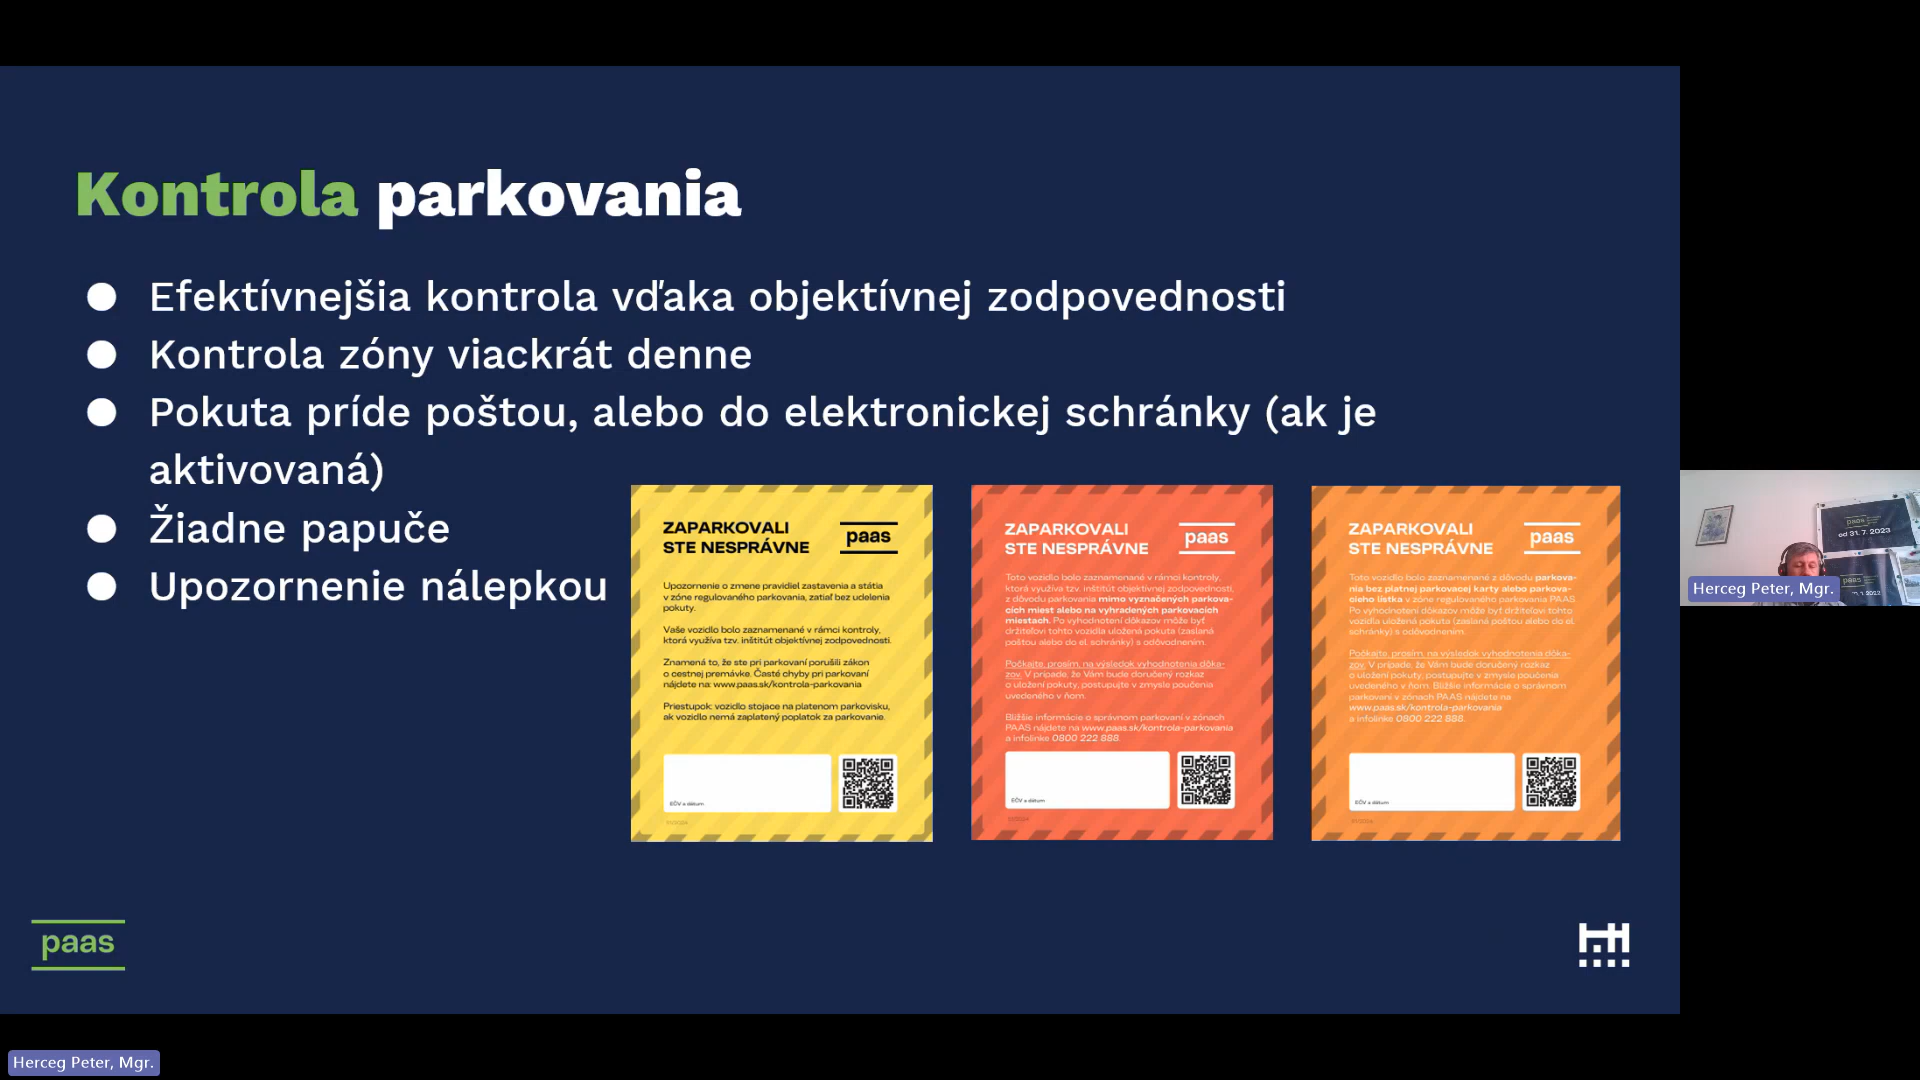 Kontrola parkovania
● Efektívnejšia kontrola vďaka objektívnej zodpovednosti
● Kontrola zóny viackrát denne
● Pokuta príde poštou, alebo do elektronickej schránky (ak je
aktivovaná)
● Žiadne papuče
● Upozornenie nálepkou
ZAPARKOVALI
STE NESPRÁVNE
paas
Upozornenie o zmene pravidiel zastavenia a státia
v zóne regulovaného parkovania, zatiaľ bez udelenia
pokuty.
Vaše vozidlo bolo zaznamenané v rámci kontroly,
ktorá využíva tzv. inštitút objektívnej zodpovednosti.
Znamená to, že ste pri parkovaní porušili zákon
o cestnej premávke. Časté chyby pri parkovaní
nájdete na: www.paas.sk/kontrola-parkovania
Priestupok: vozidlo stojace na platenom parkovisku,
ak vozidlo nemá zaplatený poplatok za parkovanie.
EČV a dátum
ZAPARKOVALI
STE NESPRÁVNE
paas
Toto vozidlo bolo zaznamenané v rámci kontroly,
ktorá využíva tzv. inštitút objektívnej zodpovednosti,
z dôvodu parkovania mimo vyznačených parkova-
cích miest alebo na vyhradených parkovacích
miestach. Po vyhodnotení dôkazov môže byť
držiteľovi tohto vozidla uložená pokuta (zaslaná
poštou alebo do el. schránky) s odôvodnením.
Počkajte, prosím, na výsledok vyhodnotenia dôka-
zov. V prípade, že Vám bude doručený rozkaz
o uložení pokuty, postupujte v zmysle poučenia
uvedeného v ňom.
Bližšie informácie o správnom parkovaní v zónach
PAAS nájdete na www.paas.sk/kontrola-parkovania
a infolinke 0800 222 888.
EČV a dátum
ZAPARKOVALI
STE NESPRÁVNE
paas
Toto vozidlo bolo zaznamenané z dôvodu parkova-
nia bez platnej parkovacej karty alebo parkova-
cieho lístka v zóne regulovaného parkovania PAAS.
Po vyhodnotení dôkazov môže byť držiteľovi tohto
vozidla uložená pokuta (zaslaná poštou alebo do el.
schránky) s odôvodnením.
Počkajte, prosím, na výsledok vyhodnotenia dôka-
zov. V prípade, že Vám bude doručený rozkaz
o uložení pokuty, postupujte v zmysle poučenia
uvedeného v ňom. Bližšie informácie o správnom
parkovaní v zónach PAAS nájdete na
www.paas.sk/kontrola-parkovania
a infolinke 0800 222 888.
EČV a dátum
paas
paas
od 31. 7. 2023
paas
Herceg Peter, Mgr.
Herceg Peter, Mgr.